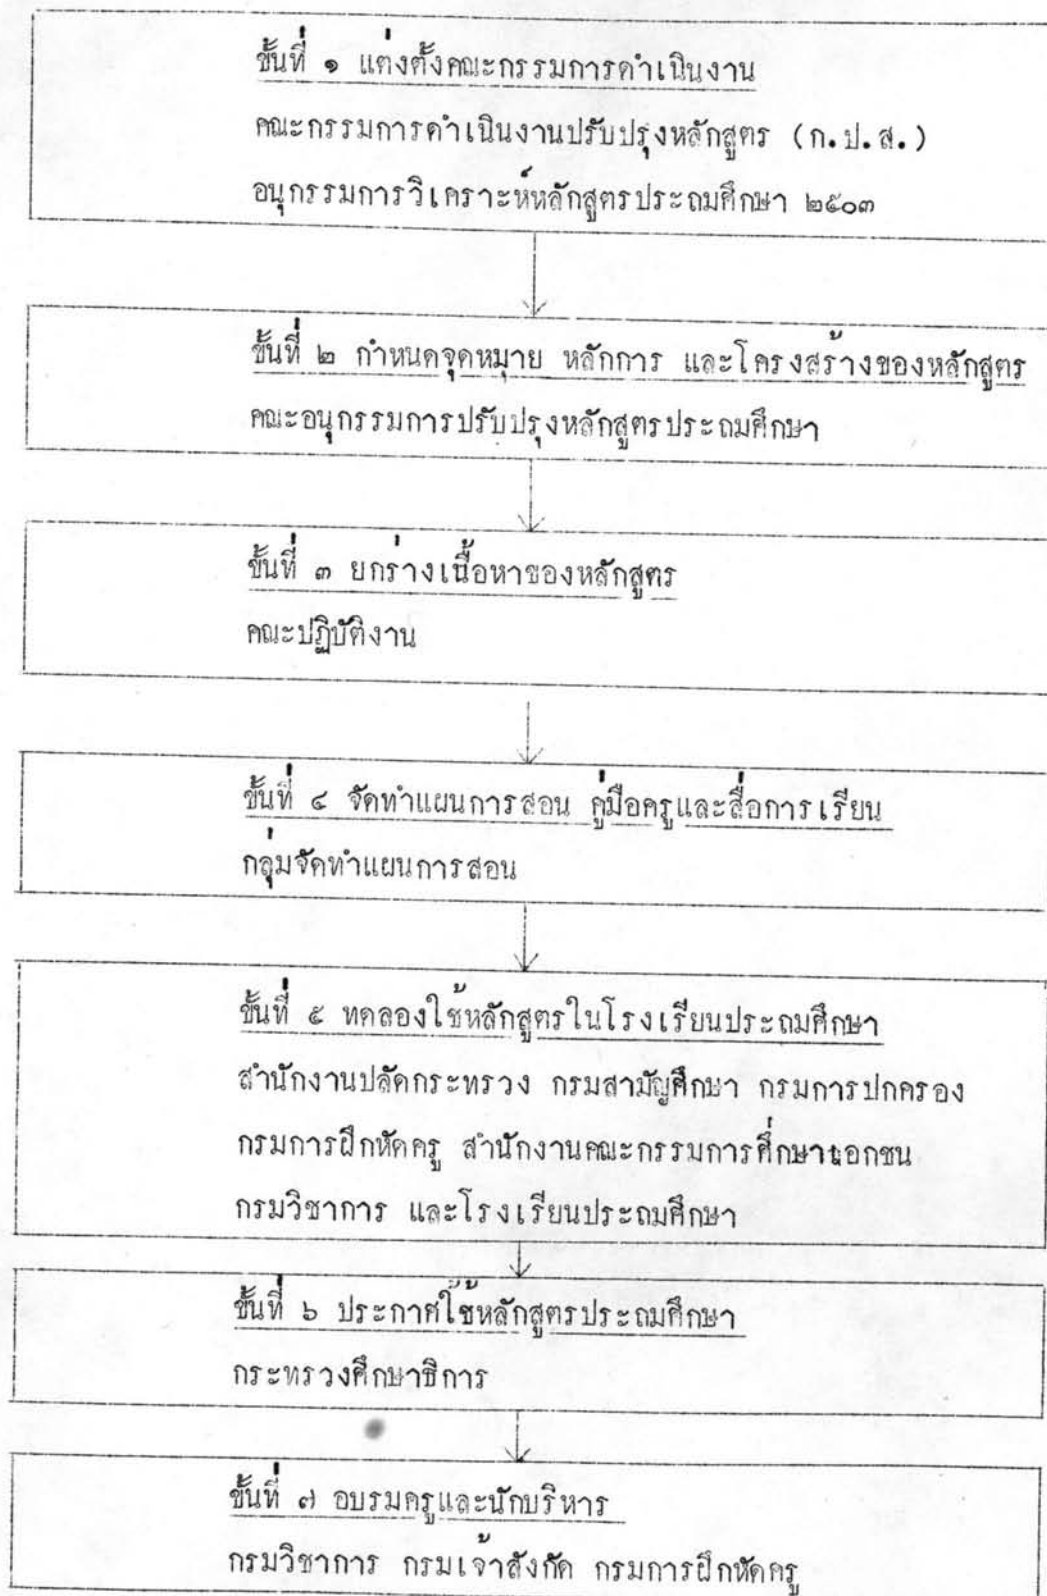 ขั้นที่ ๑ แต่งตั้งคณะกรรมการดำเนินงาน
คณะกรรมการดำเนินงานปรับปรุงหลักสูตร (ก.ป.ส.)
อนุกรรมการวิเคราะห์หลักสูตรประถมศึกษา ๒๕๐๓
ขั้นที่ ๒ กำหนดจุดหมาย หลักการ และโครงสร้างของหลักสูตร
คณะอนุกรรมการปรับปรุงหลักสูตรประถมศึกษา
ขั้นที่ ๓ ยกร่างเนื้อหาของหลักสูตร
คณะปฏิบัติงาน
ขั้นที่ ๔ จัดทำแผนการสอน คู่มือครูและสื่อการเรียน
กลุ่มจัดทำแผนการสอน
ขั้นที่ ๕ ทดลองใช้หลักสูตรในโรงเรียนประถมศึกษา
สำนักงานปลัดกระทรวง กรมสามัญศึกษา กรมการปกครอง
กรมการฝึกหัดครู สำนักงานคณะกรรมการศึกษาเอกชน
กรมวิชาการ และโรงเรียนประถมศึกษา
ขั้นที่ ๖ ประกาศใช้หลักสูตรประถมศึกษา
กระทรวงศึกษาธิการ
ขั้นที่ ๗ อบรมครูและนักบริหาร
กรมวิชาการ กรมเจ้าสังกัด กรมการฝึกหัดครู